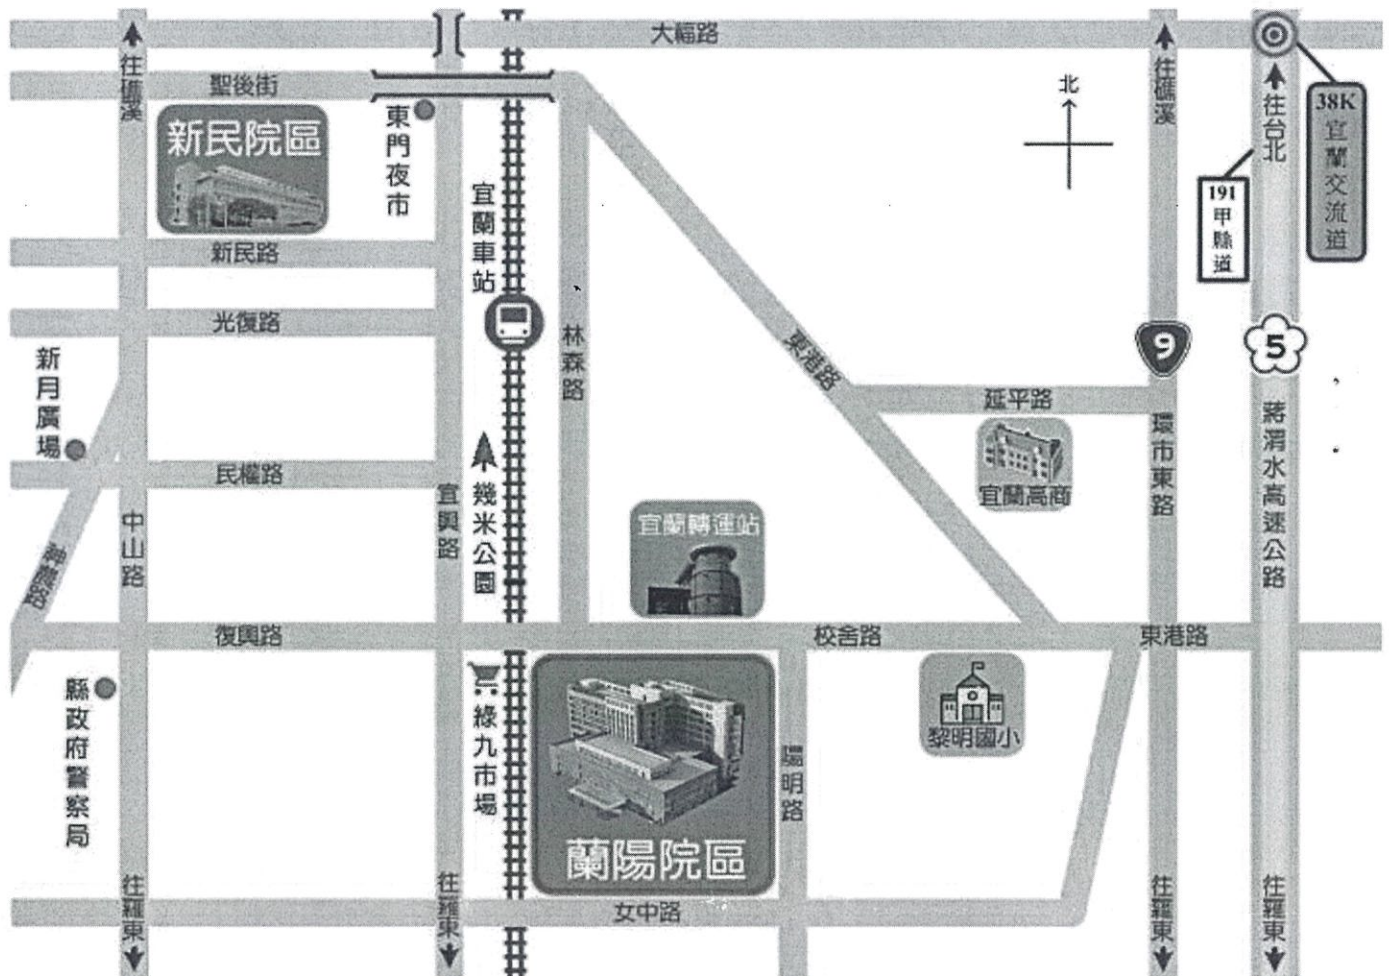 大福路
往礁溪
聖後街
新民院區
東門夜市
宜蘭車站
北
往礁溪
往台北
38K
宜蘭交流道
191
甲縣道
新民路
光復路
林森路
東港路
9
5
新月廣場
延平路
環市東路
蔣渭水高速公路
宜蘭高商
民權路
中山路
宜興路
幾米公園
宜蘭轉運站
神農路
復興路
校舍路
東港路
縣政府警察局
綠九市場
蘭陽院區
陽明路
黎明國小
往羅東
往羅東
女中路
往羅東
往羅東